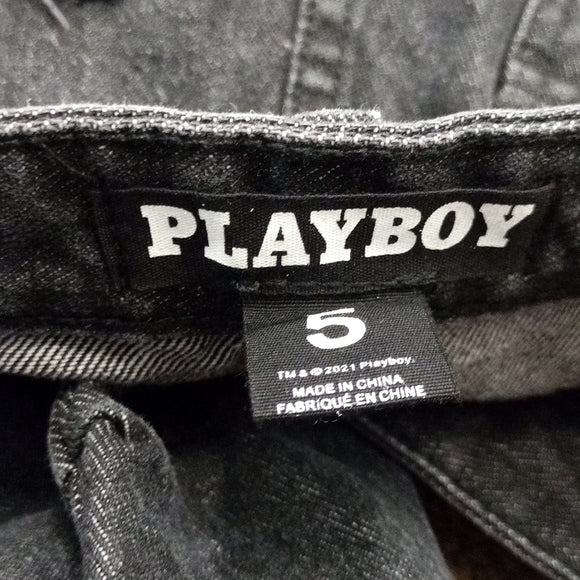 PLAYBOY
5
TM & © 2021 Playboy.
MADE IN CHINA
FABRIQUÉ EN CHINE